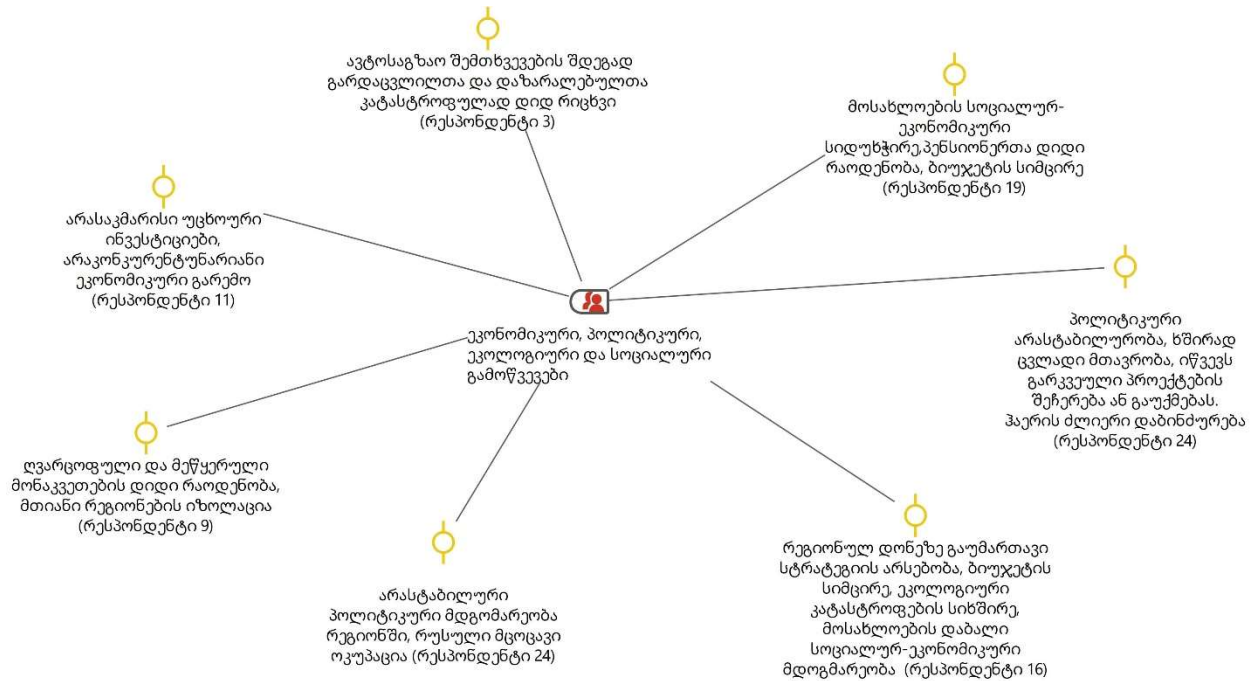 ავტოსაგზაო შემთხვევების შდეგად
გარდაცვლილთა და დაზარალებულთა
კატასტროფულად დიდ რიცხვი
(რესპონდენტი 3)
მოსახლოების სოციალურ-
ეკონომიკური
სიდუხჭირე,პენსიონერთა დიდი
რაოდენობა, ბიუჯეტის სიმცირე
(რესპონდენტი 19)
არასაკმარისი უცხოური
ინვესტიციები,
არაკონკურენტუნარიანი
ეკონომიკური გარემო
(რესპონდენტი 11)
პოლიტიკური
არასტაბილურობა, ხშირად
ცვლადი მთავრობა, იწვევს
გარკვეული პროექტების
შეჩერება ან გაუქმებას.
ჰაერის ძლიერი დაბინძურება
(რესპონდენტი 24)
ეკონომიკური, პოლიტიკური,
ეკოლოგიური და სოციალური
გამოწვევები
ღვარცოფული და მეწყერული
მონაკვეთების დიდი რაოდენობა,
მთიანი რეგიონების იზოლაცია
(რესპონდენტი 9)
არასტაბილური
პოლიტიკური მდგომარეობა
რეგიონში, რუსული მცოცავი
ოკუპაცია (რესპონდენტი 24)
რეგიონულ დონეზე გაუმართავი
სტრატეგიის არსებობა, ბიუჯეტის
სიმცირე, ეკოლოგიური
კატასტროფების სიხშირე,
მოსახლოების დაბალი
სოციალურ-ეკონომიკური
მდოგმარეობა (რესპონდენტი 16)